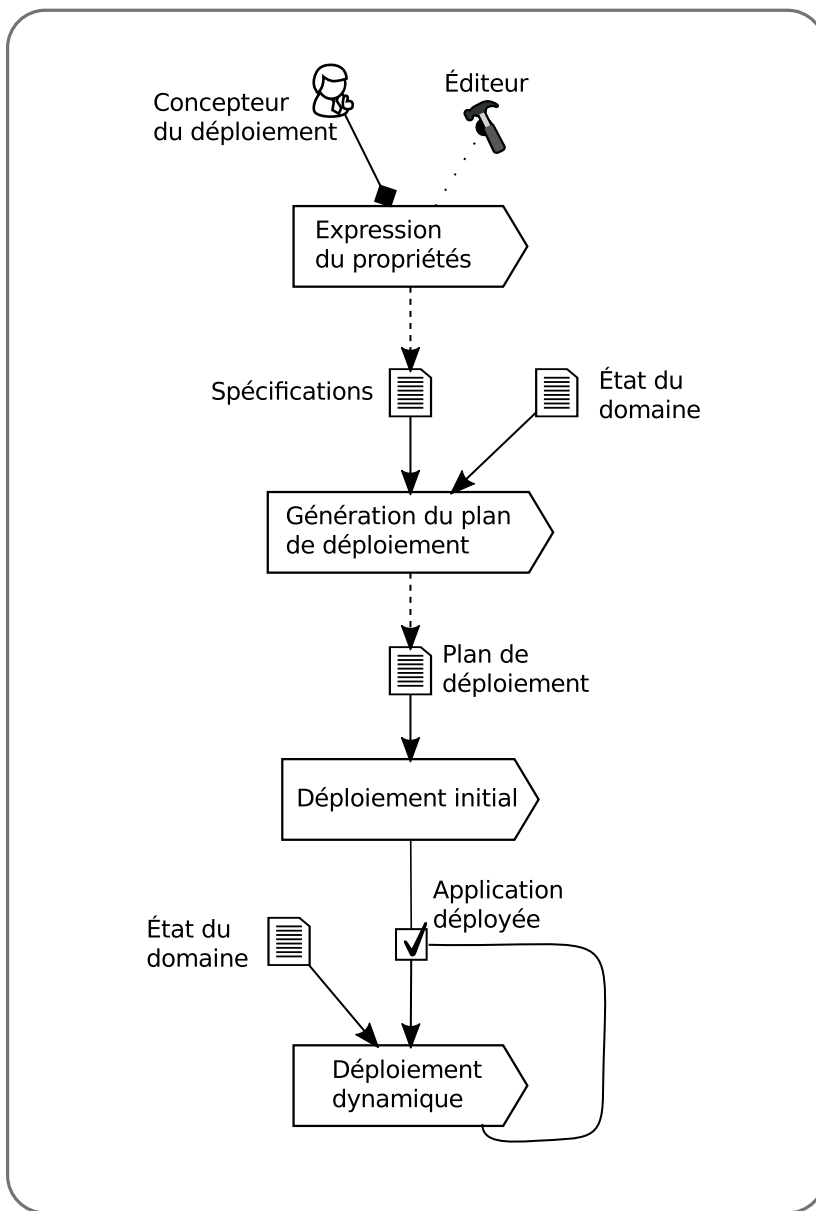 Éditeur
Concepteur
du déploiement
Expression
du propriétés
Spécifications
État du
domaine
Génération du plan
de déploiement
Plan de
déploiement
Déploiement initial
Application
déployée
État du
domaine
Déploiement
dynamique